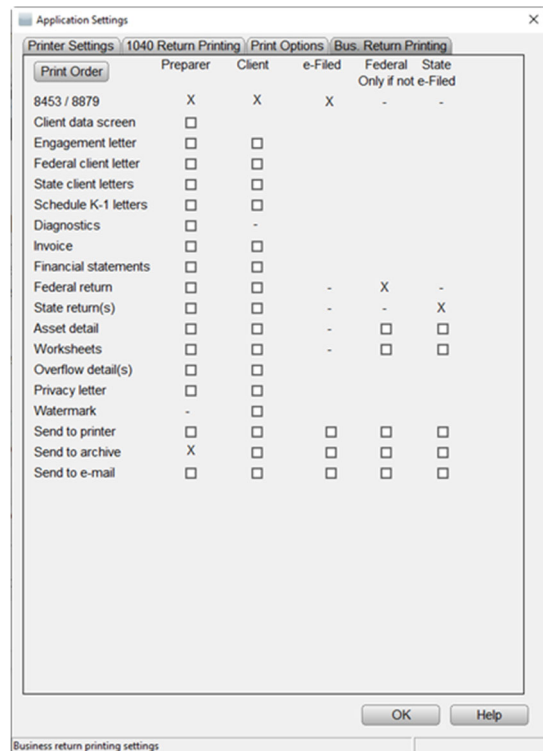 Application Settings
Printer Settings 1040 Return Printing Print Options Bus. Return Printing
Print Order Preparer Client e-Filed Federal State
Only if not e-Filed
8453 / 8879 X X X - -
Client data screen
Engagement letter
Federal client letter
State client letters
Schedule K-1 letters
Diagnostics -
Invoice
Financial statements
Federal return - X -
State return(s) - - X
Asset detail -
Worksheets -
Overflow detail(s)
Privacy letter
Watermark -
Send to printer
Send to archive X
Send to e-mail
OK Help
Business return printing settings